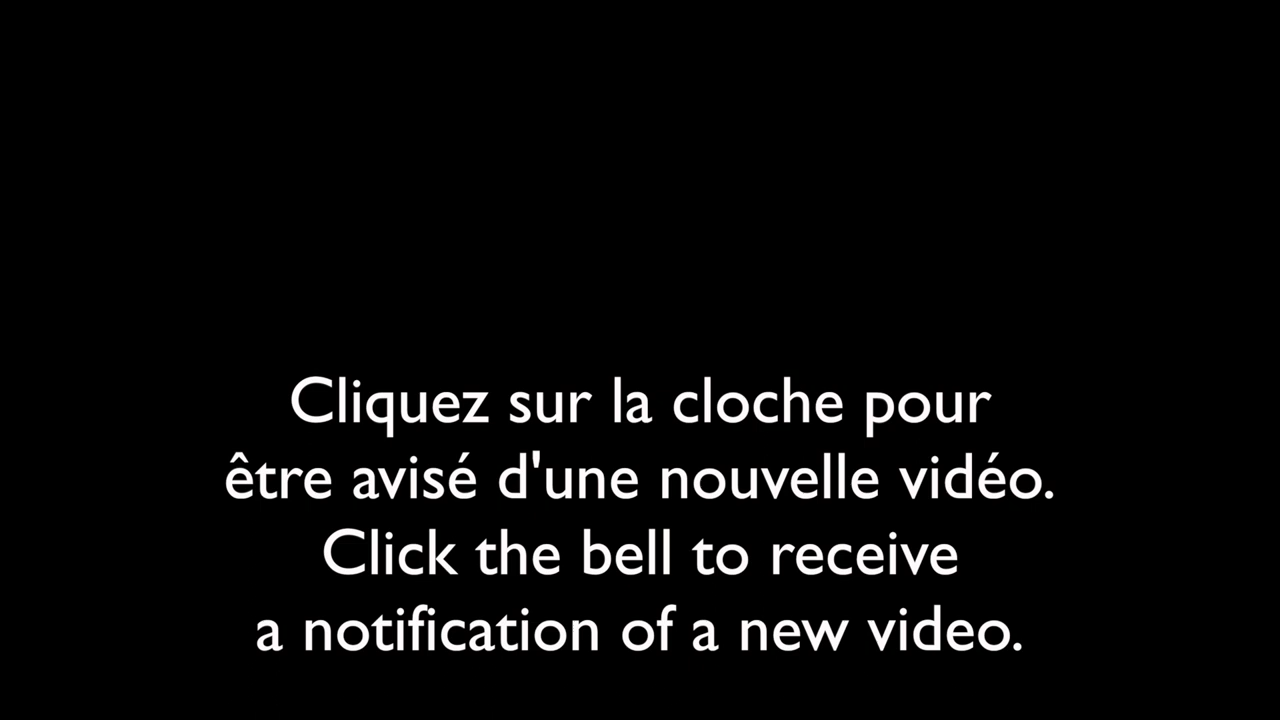 Cliquez sur la cloche pour
être avisé d'une nouvelle vidéo.
Click the bell to receive
a notification of a new video.